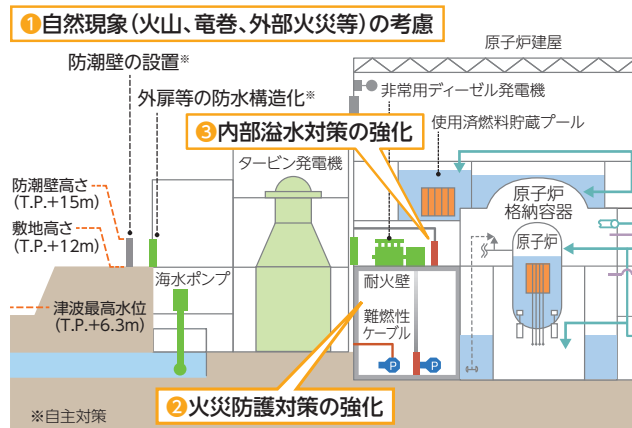 ❶自然現象(火山、竜巻、外部火災等)の考慮
原子炉建屋
防潮壁の設置※
非常用ディーゼル発電機
外扉等の防水構造化※
使用済燃料貯蔵プール
❸内部溢水対策の強化
タービン発電機
防潮壁高さ
(T.P.+15m)
原子炉
格納容器
敷地高さ
(T.P.+12m)
原子炉
海水ポンプ
耐火壁
津波最高水位
(T.P.+6.3m)
難燃性
ケーブル
P
P
❷火災防護対策の強化
※自主対策